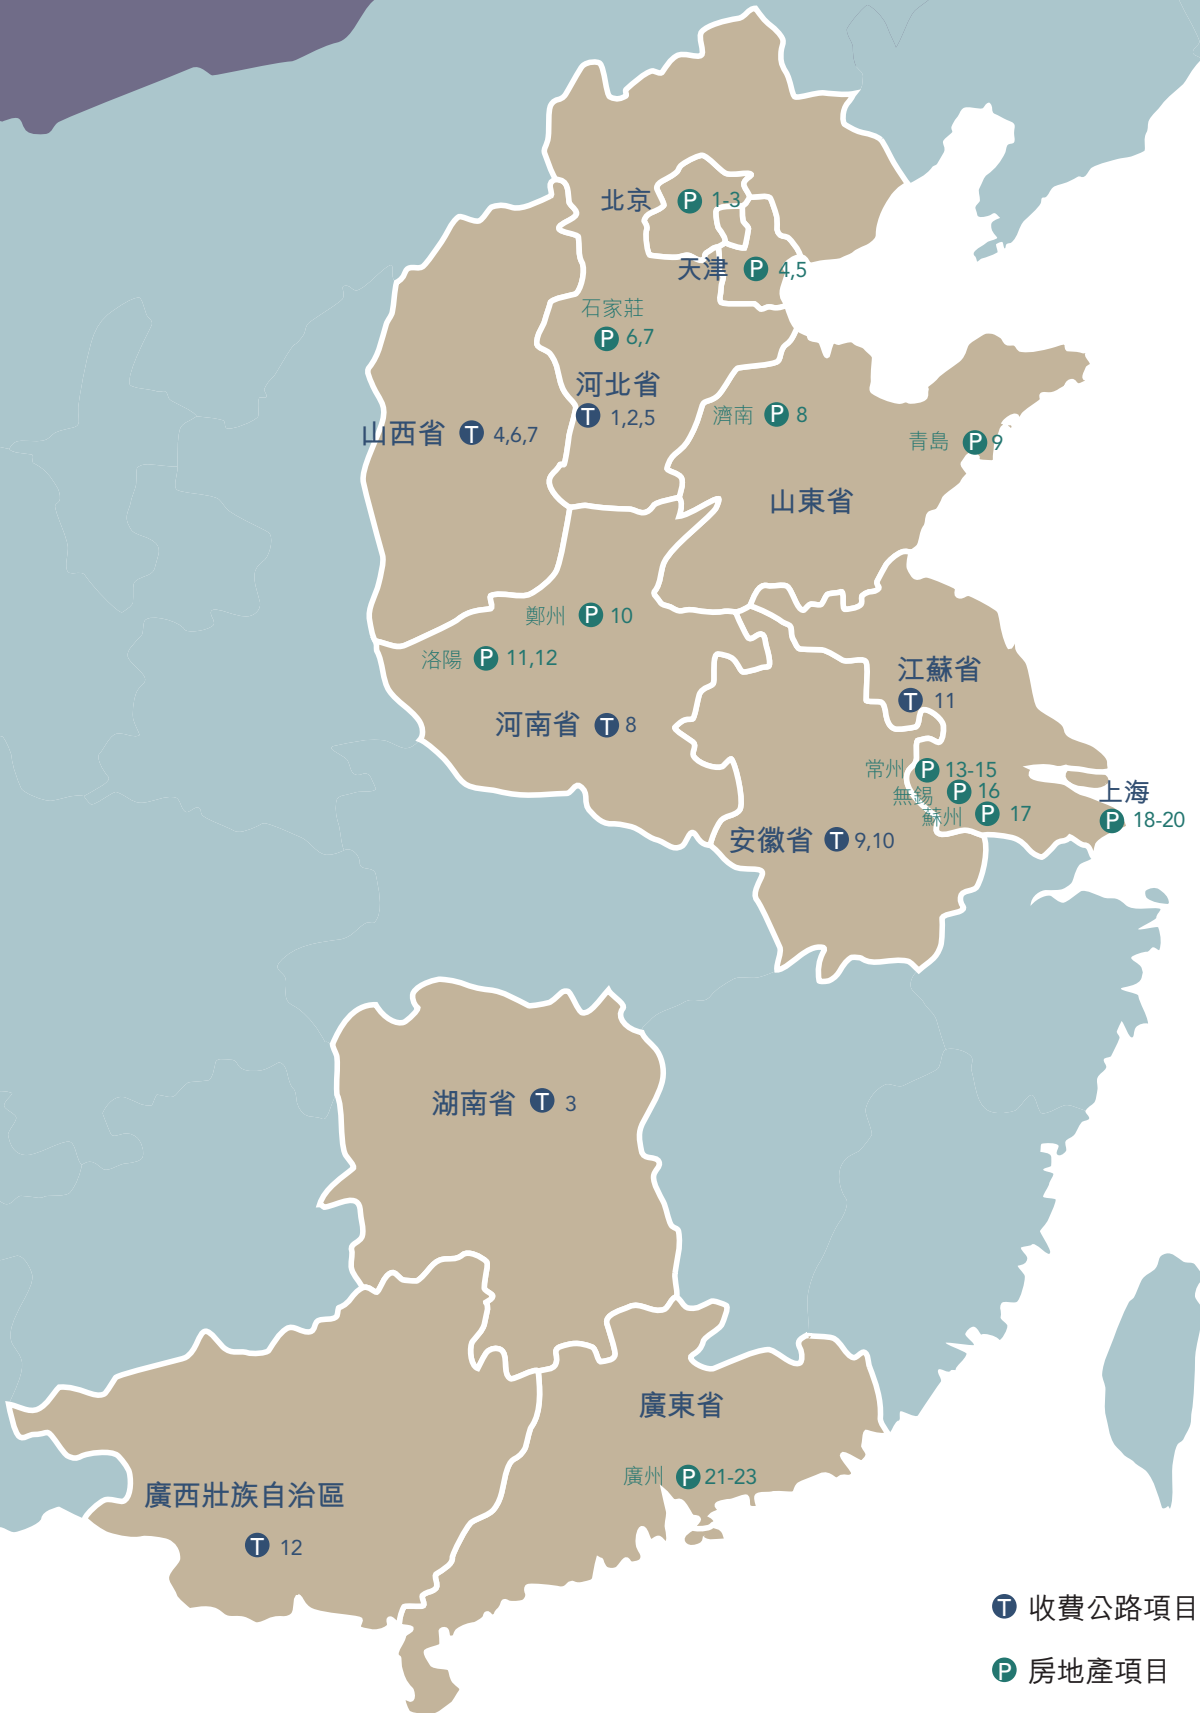 北京 P 1-3
天津 P 4,5
石家莊
P 6,7
河北省
T 1,2,5
山西省 T 4,6,7
濟南 P 8
青島 P 9
山東省
鄭州 P 10
洛陽 P 11,12
河南省 T 8
江蘇省
T 11
常州 P 13-15
無錫 P 16
蘇州 P 17
上海
P 18-20
安徽省 T 9,10
湖南省 T 3
廣東省
廣州 P 21-23
廣西壯族自治區
T 12
T 收費公路項目
P 房地產項目